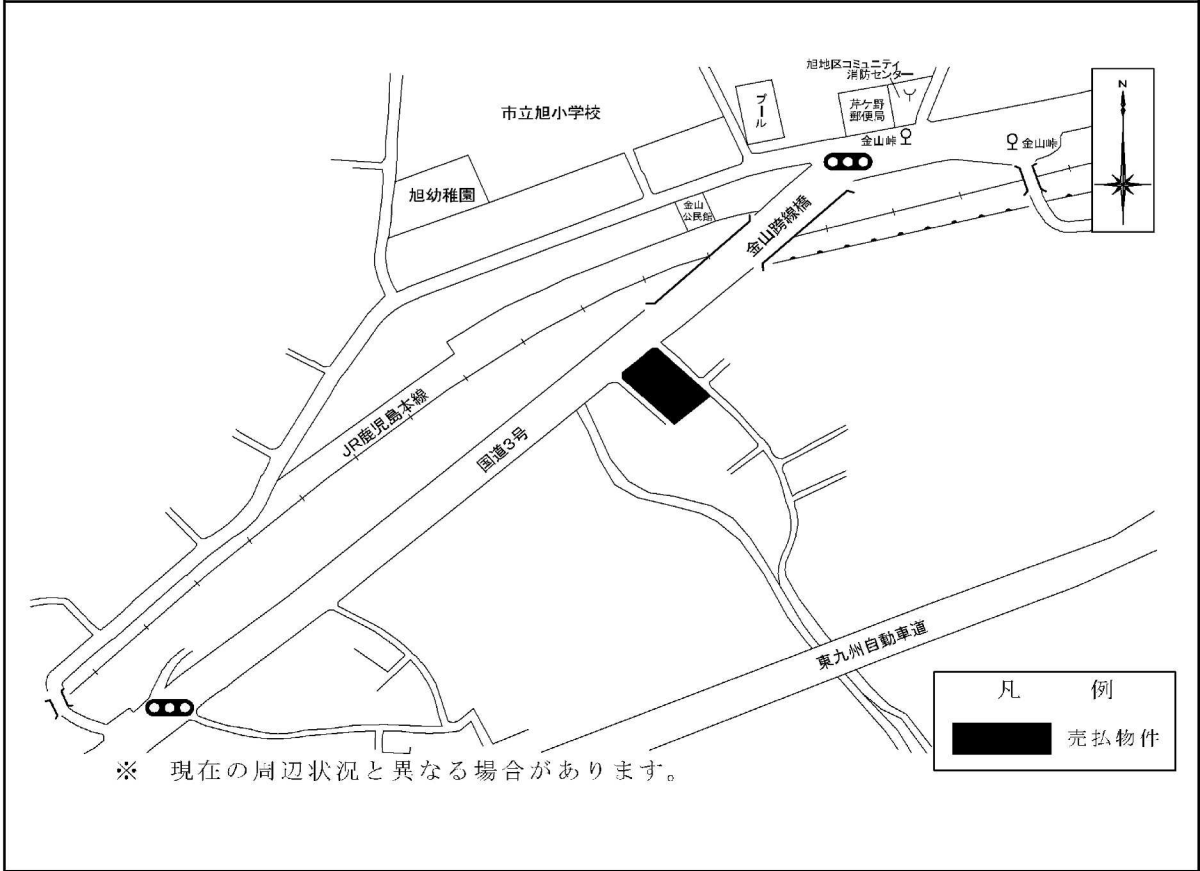 旭地区コミュニティ
消防センター
市立旭小学校
プール
芹ケ野
郵便局
金山峠
金山峠
N
旭幼稚園
金山
公民館
金山跨線橋
JR鹿児島本線
国道3号
東九州自動車道
凡 例
売払物件
※ 現在の周辺状況と異なる場合があります。